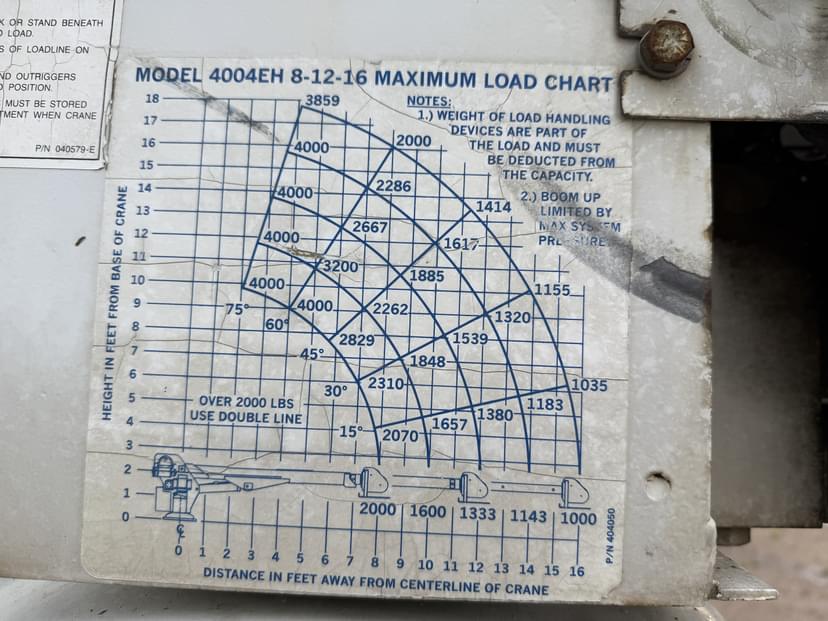 K OR STAND BENEATH
D LOAD.
S OF LOADLINE ON
ND OUTRIGGERS
D POSITION.
MUST BE STORED
TMENT WHEN CRANE
P/N 040579-E
MODEL 4004EH 8-12-16 MAXIMUM LOAD CHART
NOTES:
1.) WEIGHT OF LOAD HANDLING
DEVICES ARE PART OF
THE LOAD AND MUST
BE DEDUCTED FROM
THE CAPACITY.
2.) BOOM UP
LIMITED BY
MAX SYSTEM
PRESSURE.
HEIGHT IN FEET FROM BASE OF CRANE
18
17
16
15
14
13
12
11
10
9
8
7
6
5
4
3
2
1
0
3859
4000 2000
4000 2286 1414
4000 2667 1617
4000 3200 1885 1155
75° 4000 2262 1320
60° 2829 1539
45° 1848 1035
30° 2310 1183
15° 2070 1657 1380
OVER 2000 LBS
USE DOUBLE LINE
2000 1600 1333 1143 1000
℄
0 1 2 3 4 5 6 7 8 9 10 11 12 13 14 15 16
DISTANCE IN FEET AWAY FROM CENTERLINE OF CRANE
P/N 404050